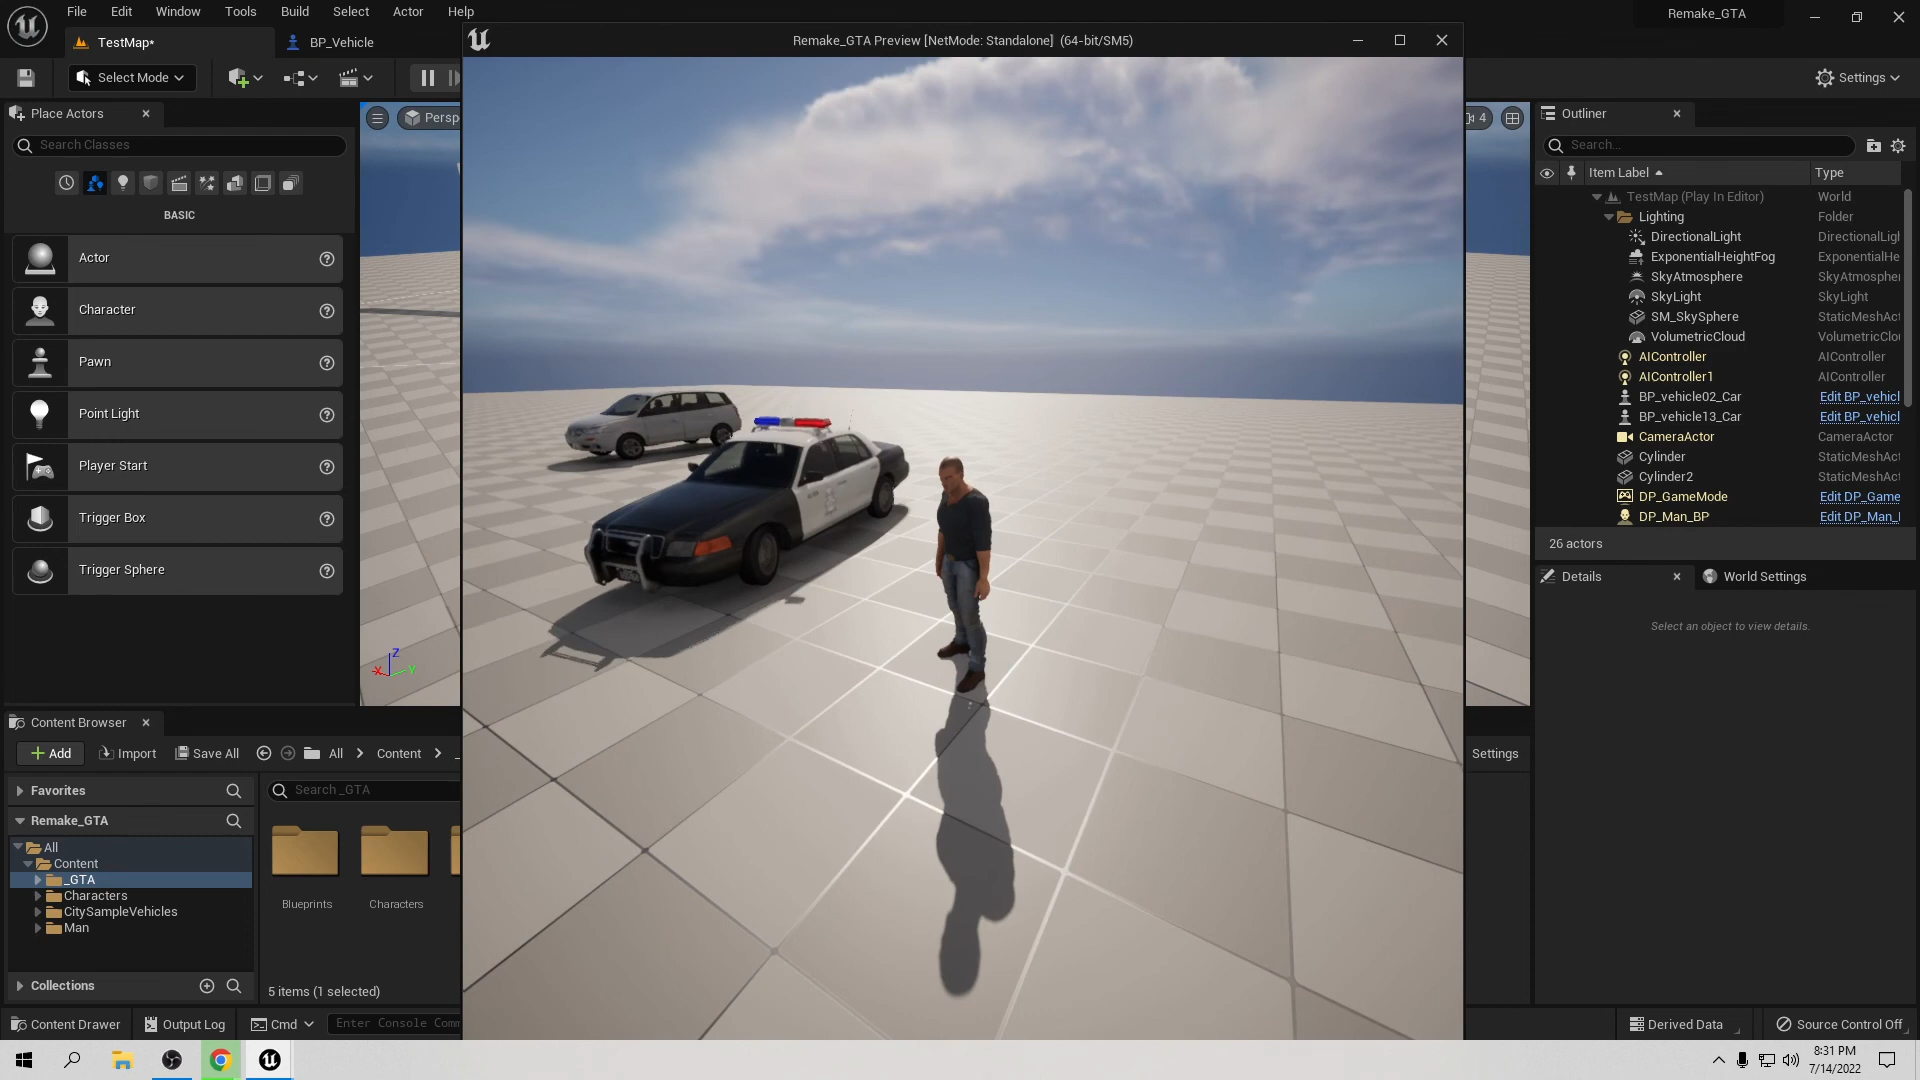 File Edit Window Tools Build Select Actor Help
Remake_GTA
TestMap*
BP_Vehicle
Remake_GTA Preview [NetMode: Standalone] (64-bit/SM5)
Select Mode
Settings
Place Actors
Search Classes
BASIC
Actor
Character
Pawn
Point Light
Player Start
Trigger Box
Trigger Sphere
Persp
4
Outliner
Search...
Item Label
Type
TestMap (Play In Editor) World
Lighting Folder
DirectionalLight DirectionalLigh
ExponentialHeightFog ExponentialHe
SkyAtmosphere SkyAtmospher
SkyLight SkyLight
SM_SkySphere StaticMeshAct
VolumetricCloud VolumetricClou
AIController AIController
AIController1 AIController
BP_vehicle02_Car Edit BP_vehicl
BP_vehicle13_Car Edit BP_vehicl
CameraActor CameraActor
Cylinder StaticMeshAct
Cylinder2 StaticMeshAct
DP_GameMode Edit DP_Game
DP_Man_BP Edit DP_Man_
26 actors
Details
World Settings
Select an object to view details.
Content Browser
Add
Import
Save All
All
Content
Settings
Favorites
Remake_GTA
All
Content
_GTA
Characters
CitySampleVehicles
Man
Collections
Search _GTA
Blueprints
Characters
5 items (1 selected)
Content Drawer
Output Log
Cmd
Enter Console Comm
Derived Data
Source Control Off
8:31 PM
7/14/2022